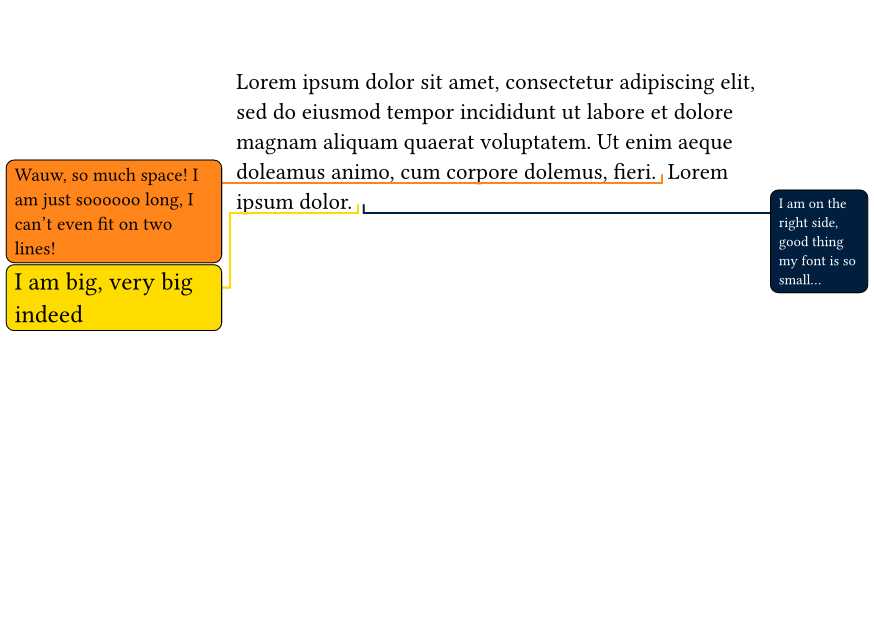 Lorem ipsum dolor sit amet, consectetur adipiscing elit,
sed do eiusmod tempor incididunt ut labore et dolore
magnam aliquam quaerat voluptatem. Ut enim aeque
doleamus animo, cum corpore dolemus, fieri. Lorem
ipsum dolor.
Wauw, so much space! I
am just soooooo long, I
can’t even fit on two
lines!
I am big, very big
indeed
I am on the
right side,
good thing
my font is so
small…